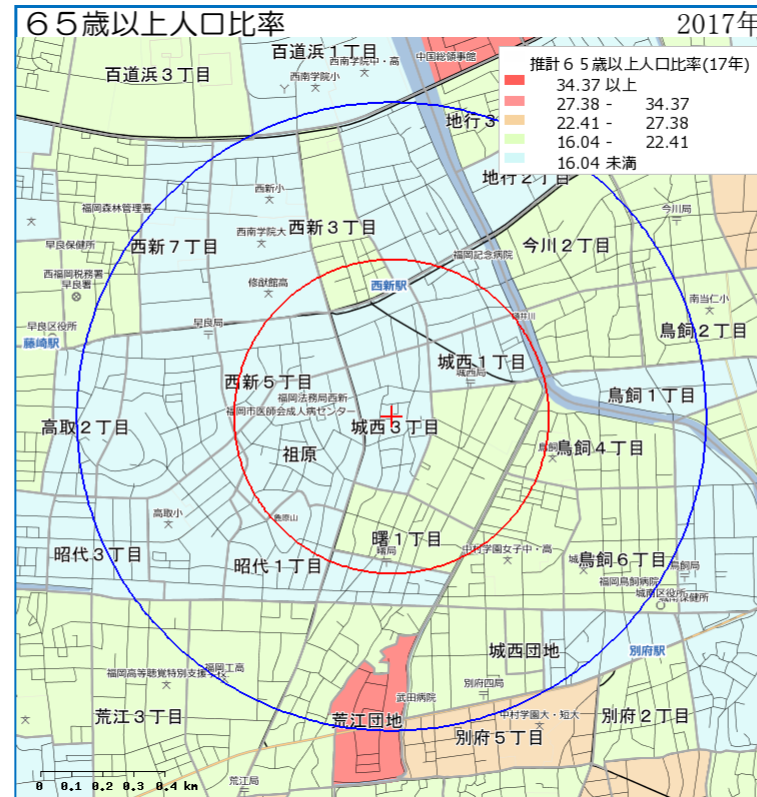 ６５歳以上人口比率
2017年
推計６５歳以上人口比率(17年)
34.37 以上
27.38 - 34.37
22.41 - 27.38
16.04 - 22.41
16.04 未満
百道浜１丁目
西南学院中・高
中国総領事館
百道浜３丁目
西南学院小
地行３
地行２丁目
西新小
福岡森林管理署
西新３丁目
今川局
西新７丁目
西南学院大
早良保健所
今川２丁目
福岡記念病院
西福岡税務署
早良署
修猷館高
西新駅
南当仁小
樋井川
早良区役所
早良局
鳥飼２丁目
藤崎駅
城西１丁目
城西局
西新５丁目
鳥飼１丁目
福岡法務局西新
福岡市医師会成人病センター
高取２丁目
城西３丁目
祖原
鳥飼４丁目
高取小
曙１丁目
曙局
中村学園女子中・高
昭代３丁目
昭代１丁目
鳥飼６丁目
鳥飼局
福岡鳥飼病院
城南区役所
城西団地
別府駅
福岡工高
福岡高等聴覚特別支援学校
武田病院
別府四局
荒江３丁目
荒江団地
中村学園大・短大
別府２丁目
別府５丁目
荒江局
0 0.1 0.2 0.3 0.4 km